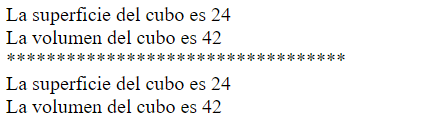 La superficie del cubo es 24
La volumen del cubo es 42
**********************************
La superficie del cubo es 24
La volumen del cubo es 42